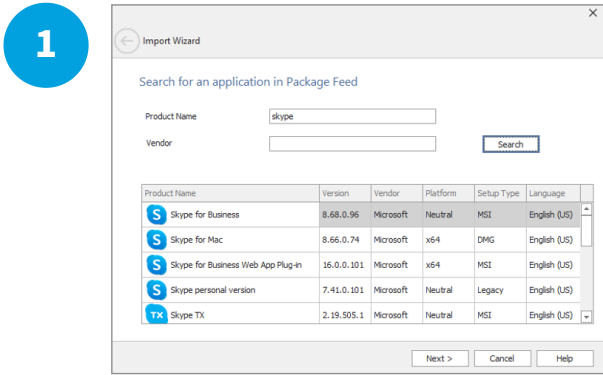 1
Import Wizard
Search for an application in Package Feed
Product Name skype
Vendor Search
Product Name Version Vendor Platform Setup Type Language
S Skype for Business 8.68.0.96 Microsoft Neutral MSI English (US)
S Skype for Mac 8.66.0.74 Microsoft x64 DMG English (US)
S Skype for Business Web App Plug-in 16.0.0.101 Microsoft x64 MSI English (US)
S Skype personal version 7.41.0.101 Microsoft Neutral Legacy English (US)
TX Skype TX 2.19.505.1 Microsoft Neutral MSI English (US)
Next > Cancel Help